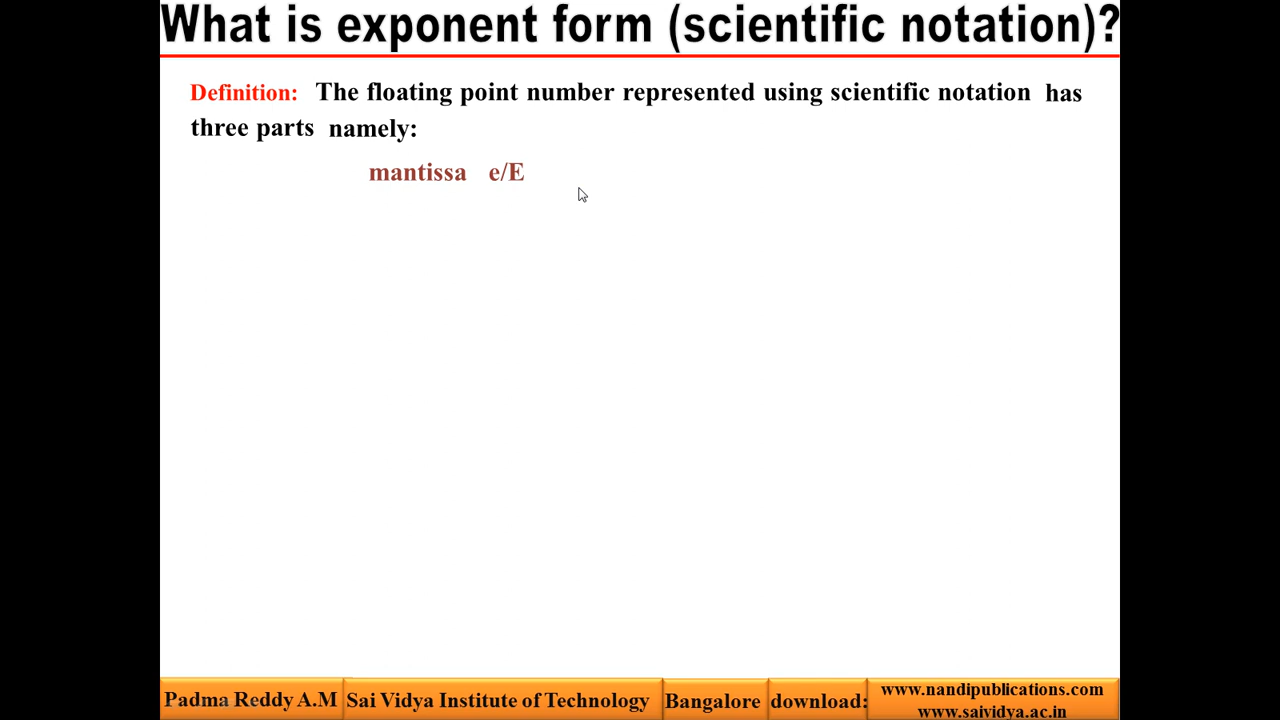 What is exponent form (scientific notation)?
Definition: The floating point number represented using scientific notation has
three parts namely:
mantissa e/E
Padma Reddy A.M Sai Vidya Institute of Technology Bangalore download: www.nandipublications.com
www.saividya.ac.in